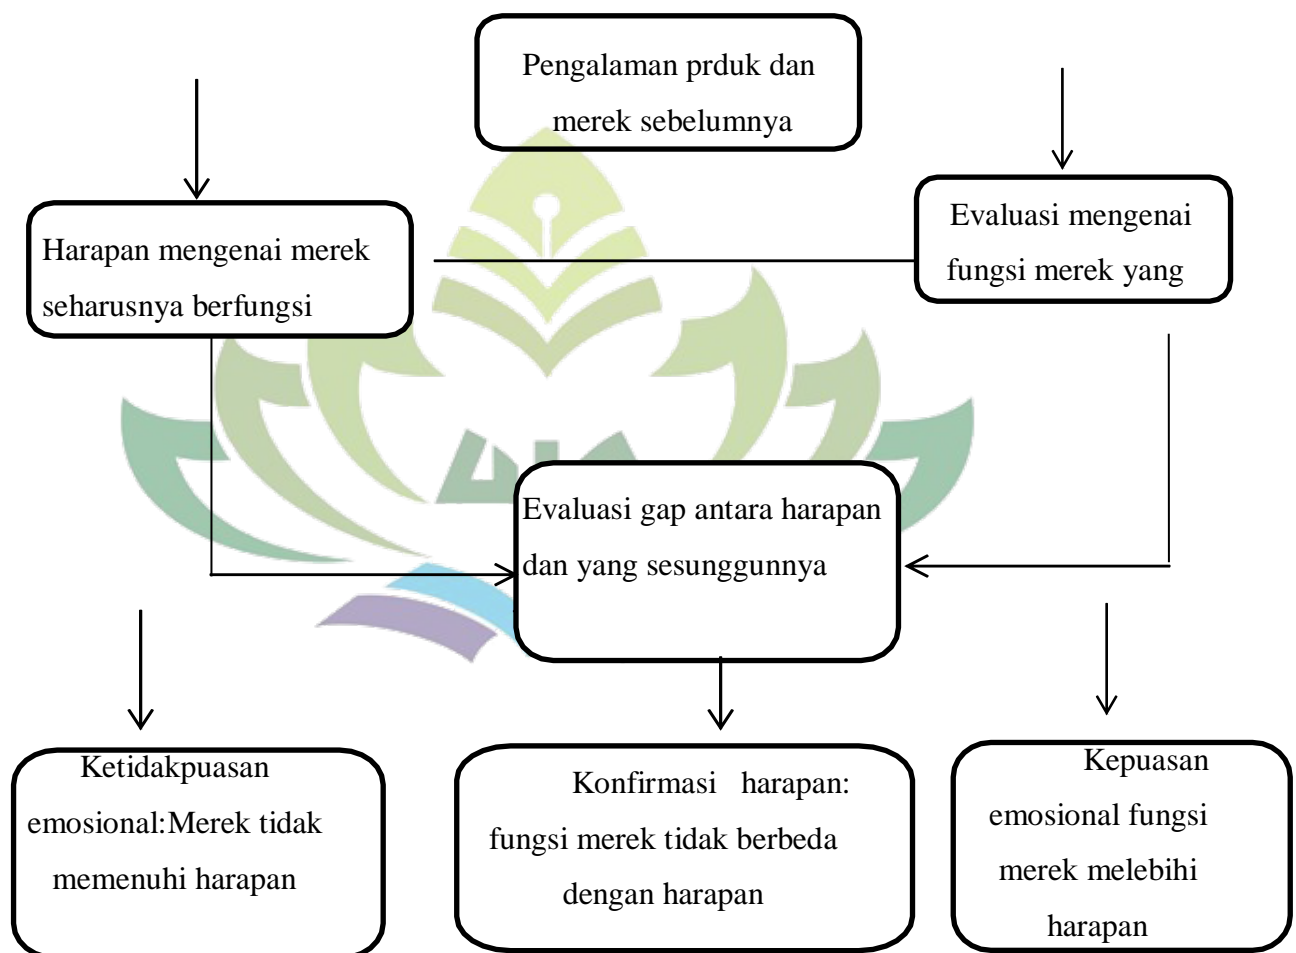 Pengalaman prduk dan
merek sebelumnya
Harapan mengenai merek
seharusnya berfungsi
Evaluasi mengenai
fungsi merek yang
Evaluasi gap antara harapan
dan yang sesunggunnya
Ketidakpuasan
emosional:Merek tidak
memenuhi harapan
Konfirmasi harapan:
fungsi merek tidak berbeda
dengan harapan
Kepuasan
emosional fungsi
merek melebihi
harapan